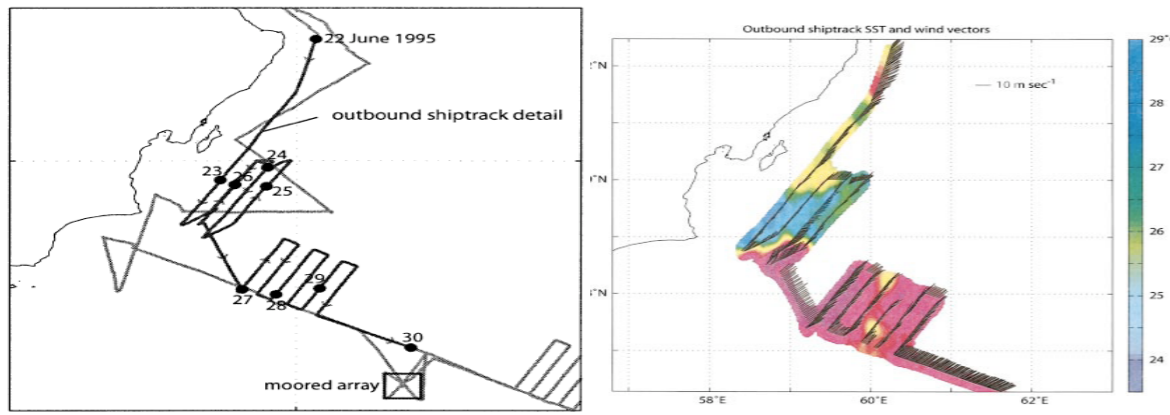 22 June 1995
outbound shiptrack detail
24
23
26
25
29
27
28
30
moored array
Outbound shiptrack SST and wind vectors
10 m sec⁻¹
58°E
60°E
62°E
29°
28
27
26
25
24